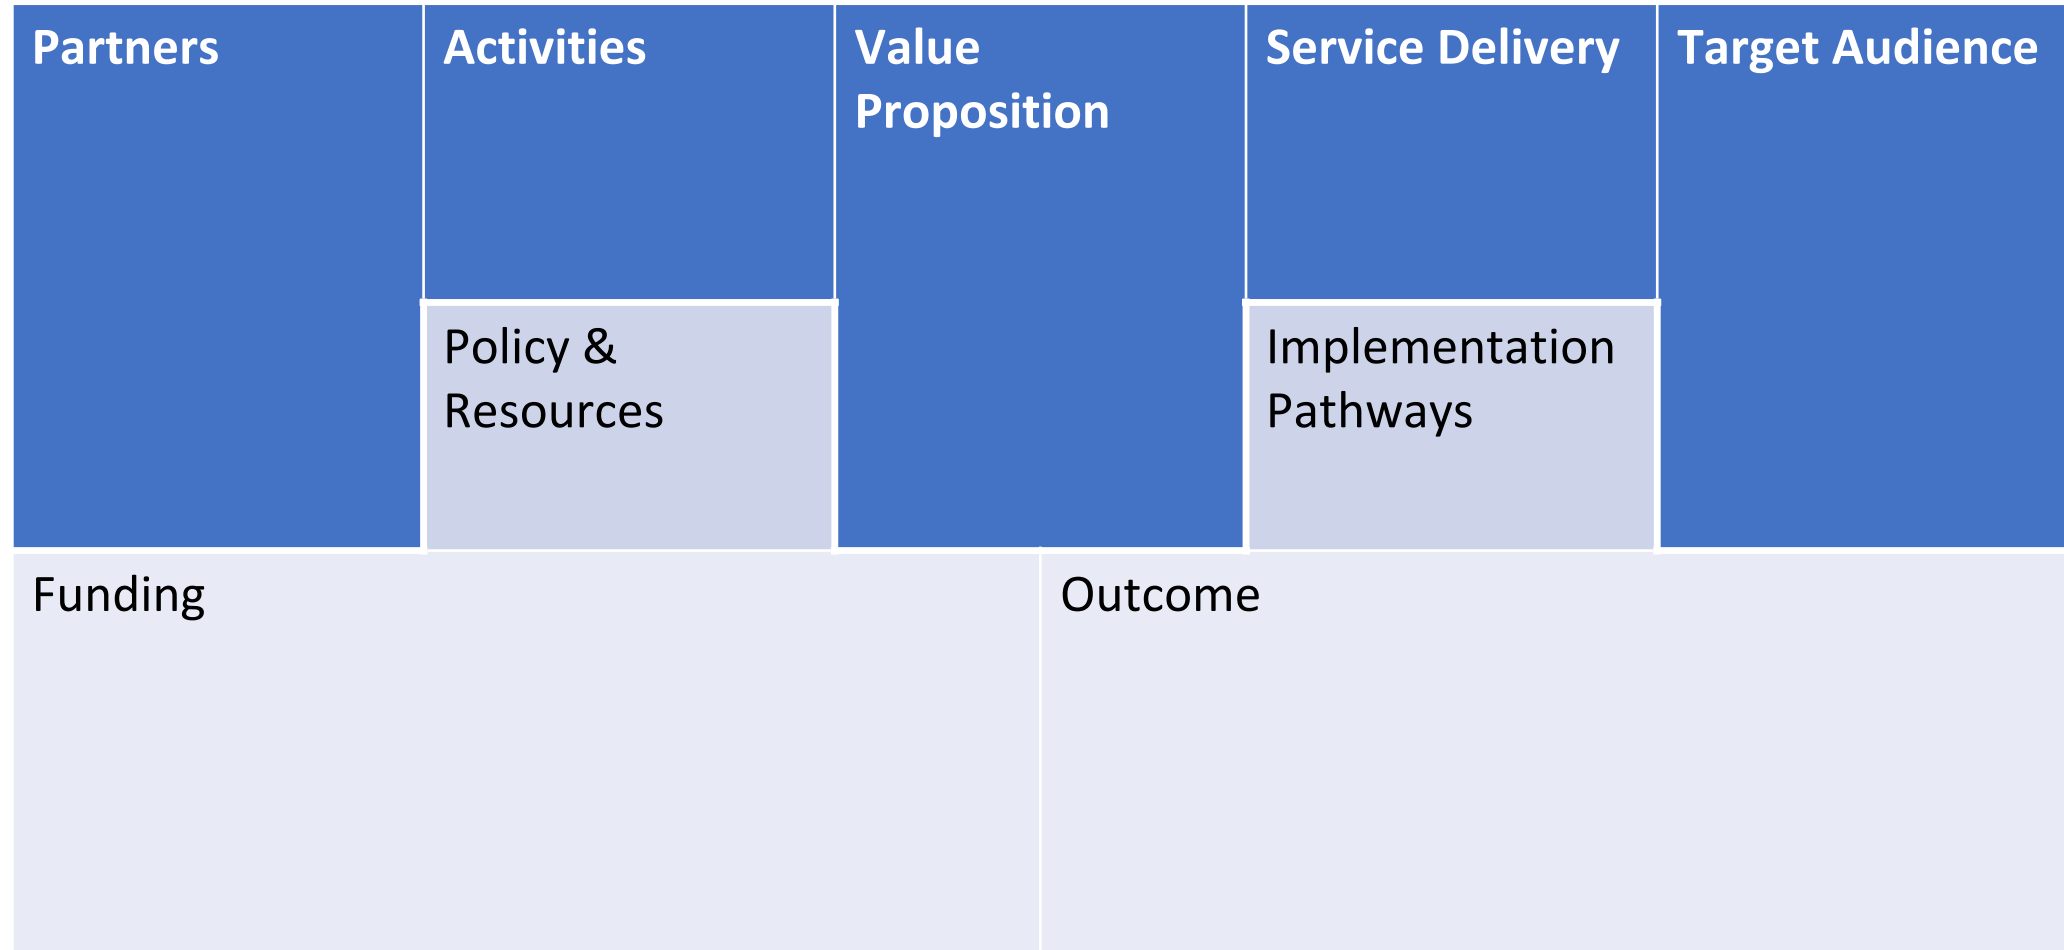 Partners
Activities
Value
Proposition
Service Delivery
Target Audience
Policy &
Resources
Implementation
Pathways
Funding
Outcome